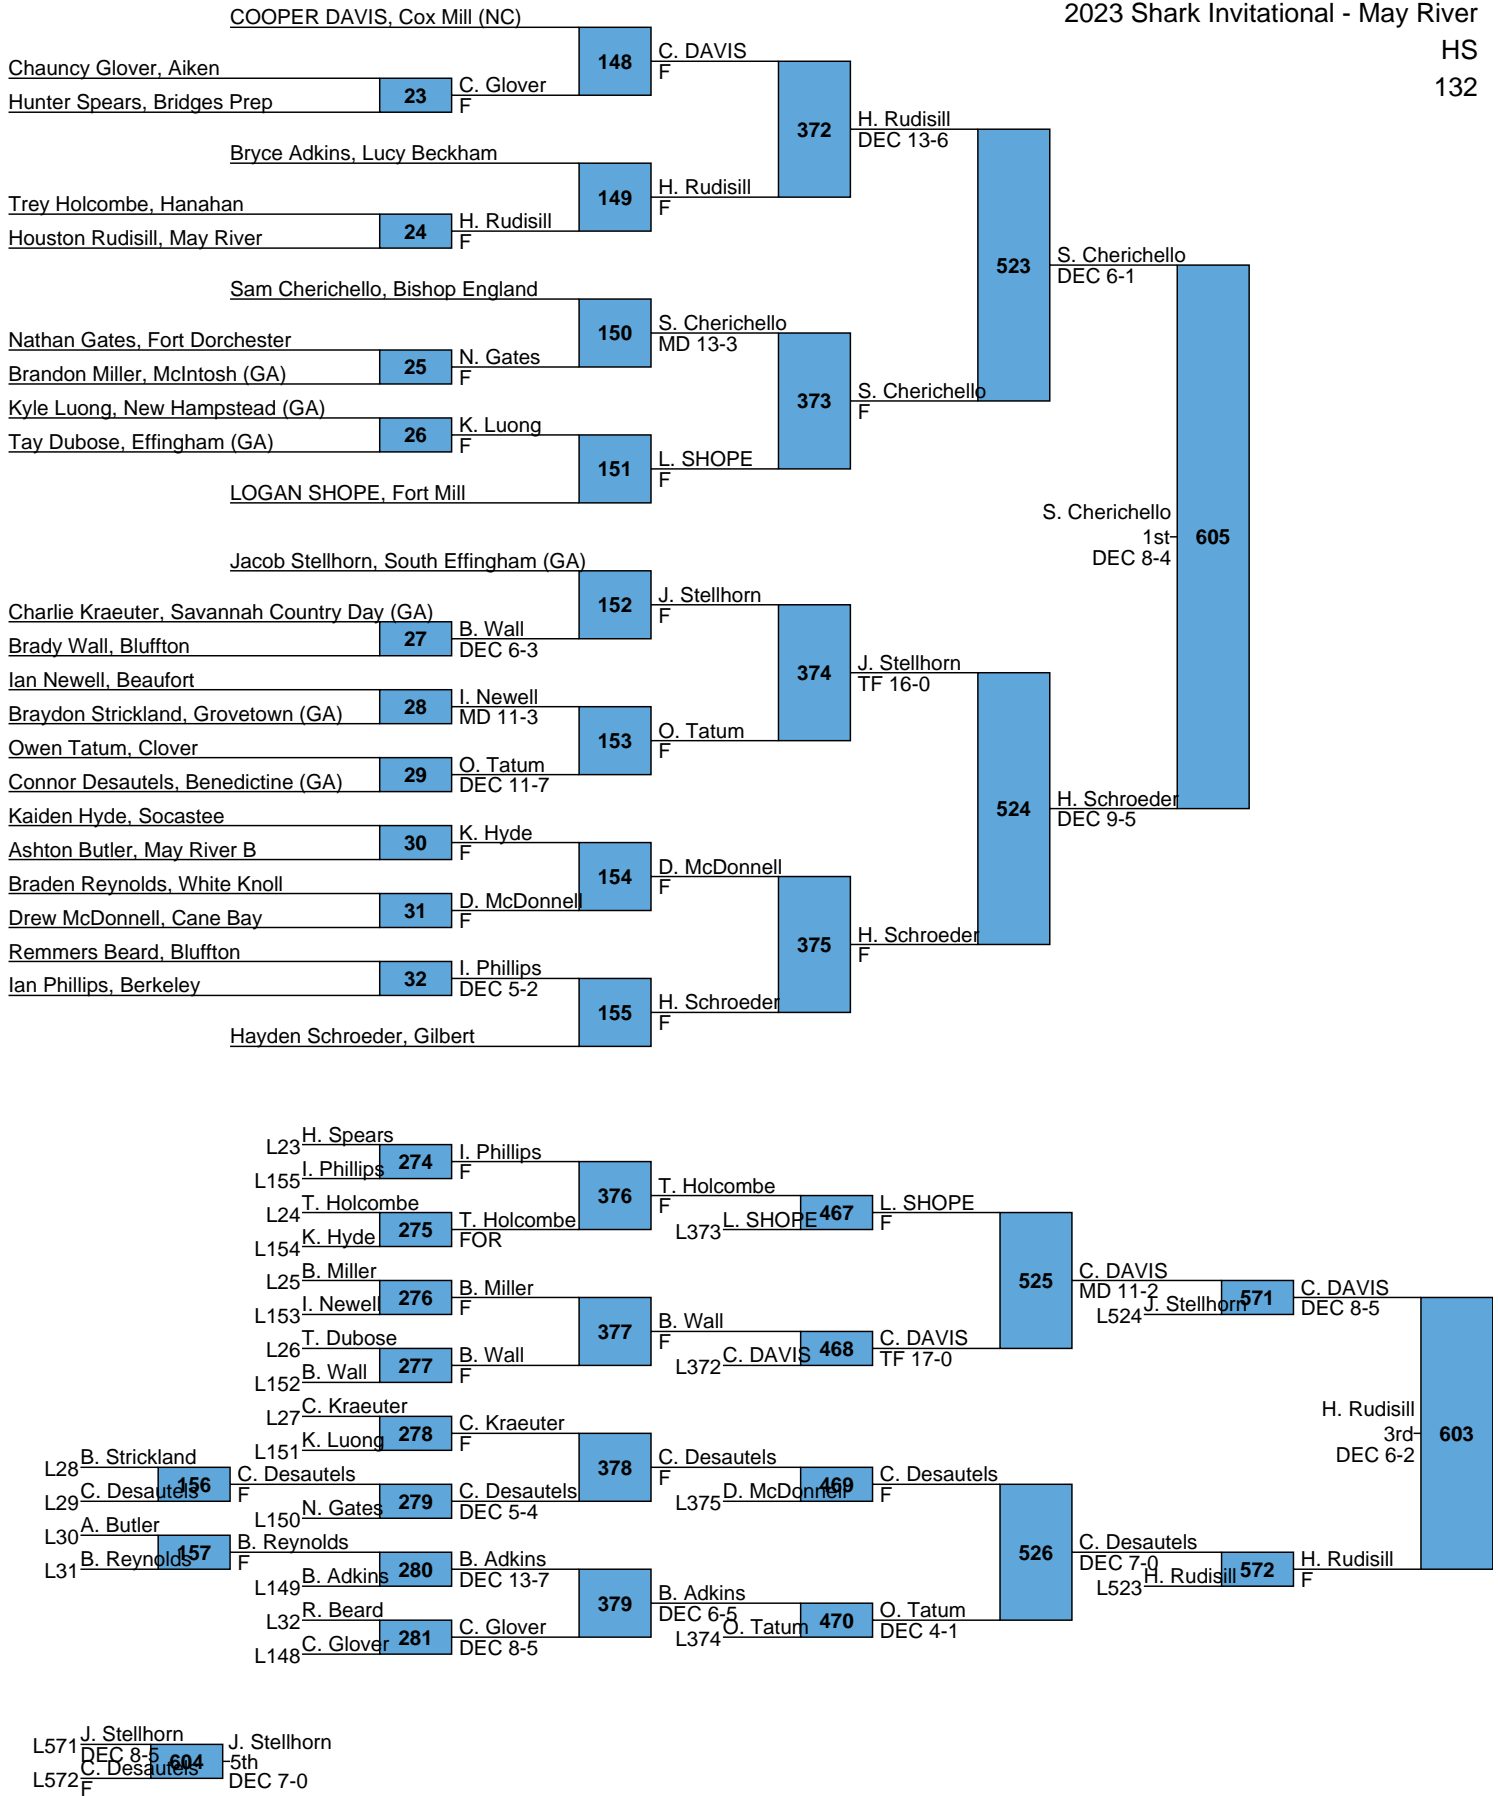 2023 Shark Invitational - May River
HS
132
COOPER DAVIS, Cox Mill (NC)
148
C. DAVIS
F
Chauncy Glover, Aiken
Hunter Spears, Bridges Prep
23
C. Glover
F
372
H. Rudisill
DEC 13-6
Bryce Adkins, Lucy Beckham
149
H. Rudisill
F
Trey Holcombe, Hanahan
Houston Rudisill, May River
24
H. Rudisill
F
523
S. Cherichello
DEC 6-1
Sam Cherichello, Bishop England
150
S. Cherichello
MD 13-3
Nathan Gates, Fort Dorchester
Brandon Miller, McIntosh (GA)
25
N. Gates
F
373
S. Cherichello
F
Kyle Luong, New Hampstead (GA)
Tay Dubose, Effingham (GA)
26
K. Luong
F
151
L. SHOPE
F
LOGAN SHOPE, Fort Mill
S. Cherichello
1st
DEC 8-4
605
Jacob Stellhorn, South Effingham (GA)
152
J. Stellhorn
F
Charlie Kraeuter, Savannah Country Day (GA)
Brady Wall, Bluffton
27
B. Wall
DEC 6-3
374
J. Stellhorn
TF 16-0
Ian Newell, Beaufort
Braydon Strickland, Grovetown (GA)
28
I. Newell
MD 11-3
153
O. Tatum
F
Owen Tatum, Clover
Connor Desautels, Benedictine (GA)
29
O. Tatum
DEC 11-7
524
H. Schroeder
DEC 9-5
Kaiden Hyde, Socastee
Ashton Butler, May River B
30
K. Hyde
F
154
D. McDonnell
F
Braden Reynolds, White Knoll
Drew McDonnell, Cane Bay
31
D. McDonnell
F
375
H. Schroeder
F
Remmers Beard, Bluffton
Ian Phillips, Berkeley
32
I. Phillips
DEC 5-2
155
H. Schroeder
F
Hayden Schroeder, Gilbert
L23 H. Spears
L155 I. Phillips
274
I. Phillips
F
376
T. Holcombe
F
L24 T. Holcombe
L154 K. Hyde
275
T. Holcombe
FOR
L373 L. SHOPE
467
L. SHOPE
F
L25 B. Miller
L153 I. Newell
276
B. Miller
F
525
C. DAVIS
MD 11-2
L524 J. Stellhorn
571
C. DAVIS
DEC 8-5
377
B. Wall
F
L26 T. Dubose
L152 B. Wall
277
B. Wall
F
L372 C. DAVIS
468
C. DAVIS
TF 17-0
L27 C. Kraeuter
L151 K. Luong
278
C. Kraeuter
F
H. Rudisill
3rd
DEC 6-2
603
378
C. Desautels
F
L28 B. Strickland
L29 C. Desautels
156
C. Desautels
F
L150 N. Gates
279
C. Desautels
DEC 5-4
L375 D. McDonnell
469
C. Desautels
F
L30 A. Butler
L31 B. Reynolds
157
B. Reynolds
F
L149 B. Adkins
280
B. Adkins
DEC 13-7
526
C. Desautels
DEC 7-0
L523 H. Rudisill
572
H. Rudisill
F
379
B. Adkins
DEC 6-5
L32 R. Beard
L148 C. Glover
281
C. Glover
DEC 8-5
L374 O. Tatum
470
O. Tatum
DEC 4-1
L571 J. Stellhorn
DEC 8-5
L572 C. Desautels
F
604
J. Stellhorn
5th
DEC 7-0